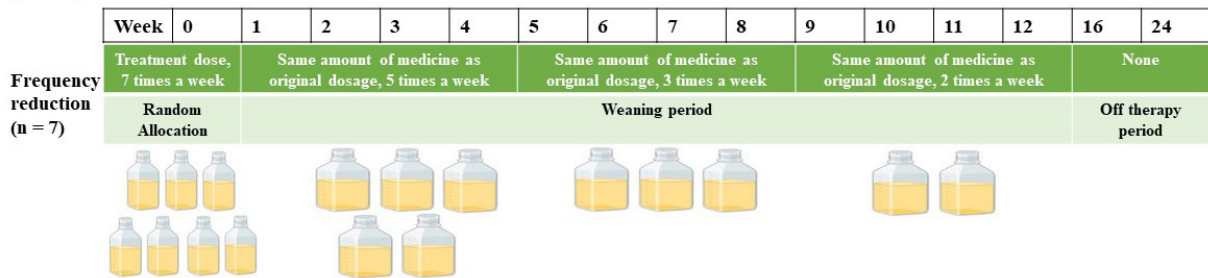 Week 0 1 2 3 4 5 6 7 8 9 10 11 12 16 24
Frequency
reduction
(n = 7)
Treatment dose,
7 times a week
Same amount of medicine as
original dosage, 5 times a week
Same amount of medicine as
original dosage, 3 times a week
Same amount of medicine as
original dosage, 2 times a week
None
Random
Allocation
Weaning period
Off therapy
period